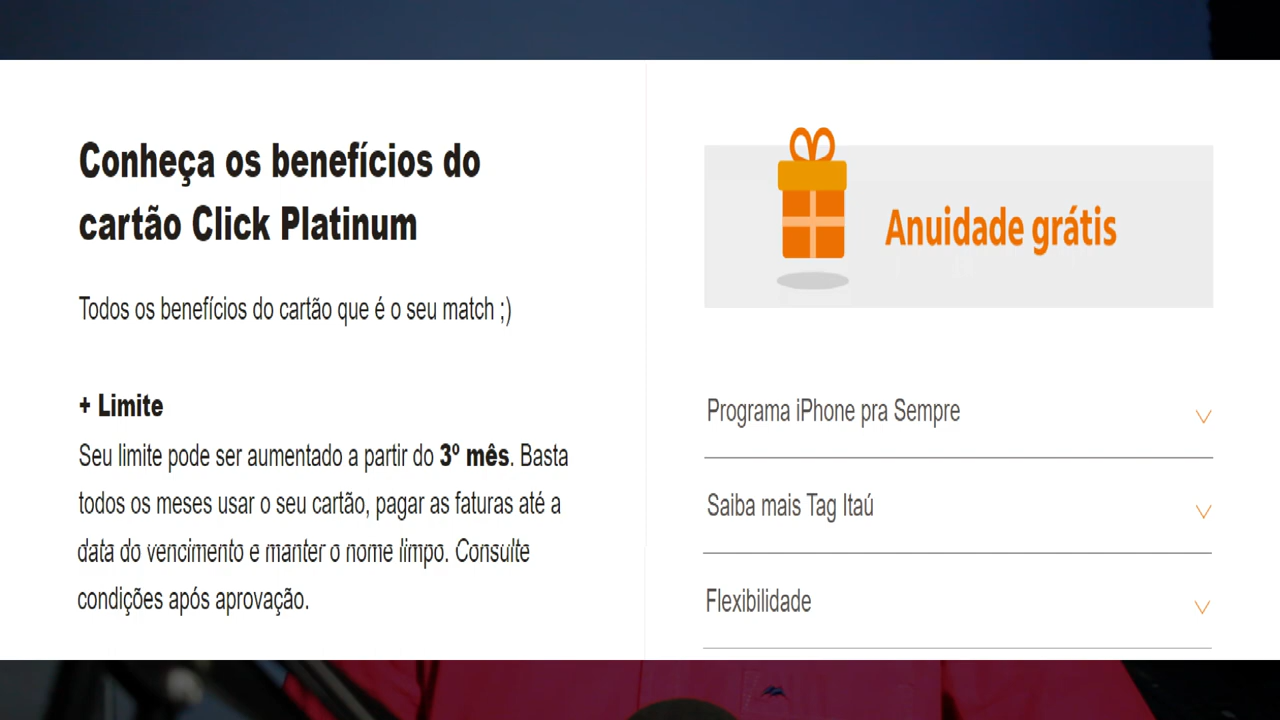 Conheça os benefícios do
cartão Click Platinum
Todos os benefícios do cartão que é o seu match ;)
+ Limite
Seu limite pode ser aumentado a partir do 3º mês. Basta
todos os meses usar o seu cartão, pagar as faturas até a
data do vencimento e manter o nome limpo. Consulte
condições após aprovação.
Anuidade grátis
Programa iPhone pra Sempre
Saiba mais Tag Itaú
Flexibilidade